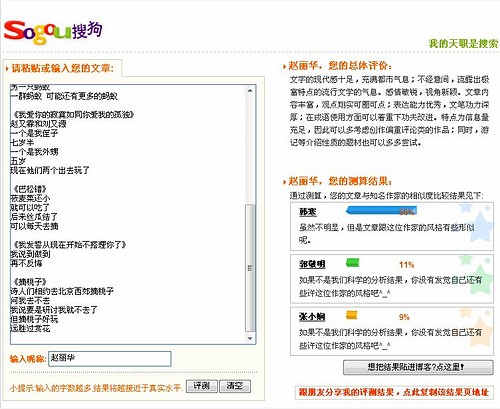 Sogou搜狗
我的天职是搜索
请粘贴或输入您的文章:
另一只蚂蚁
一群蚂蚁 可能还有更多的蚂蚁
《我爱你的寂寞如同你爱我的孤独》
赵又霖和刘又源
一个是我侄子
七岁半
一个是我外甥
五岁
现在他们两个出去玩了
《巴松错》
莜麦菜还小
就可以吃了
后来丝瓜结了
可以每天去摘
《我发誓从现在开始不搭理你了》
我说到做到
再不反悔
《摘桃子》
诗人们相约去北京西郊摘桃子
问我去不去
我说要是研讨我就不去了
但摘桃子好玩
远胜过赏花
输入昵称: 赵丽华
小提示:输入的字数越多,结果将越接近于真实水平.
评测
清空
赵丽华，您的总体评价:
文字的现代感十足，充满都市气息；不经意间，流露出极
富特点的流行文学的气息。感情敏锐，视角新颖。文章内
容丰富，观点翔实可圈可点；表达能力优秀，文笔功力深
厚；在成语使用方面可以着重下功夫改进。特点方信息量
充足，因此可以多考虑创作偏重评论类的作品；同时，游
记等介绍性质的题材也可以多多尝试。
赵丽华，您的测算结果:
通过测算，您的文章与知名作家的相似度比较结果见下:
韩寒
虽然不明显，但是文章跟这位作家的风格有些形似
呢。
郭敬明 11%
如果不是我们科学的分析结果，你没有发觉自己还有
些许这位作家的风格吧^_^
张小娴 9%
如果不是我们科学的分析结果，你没有发觉自己还有
些许这位作家的风格吧^_^
想把结果贴进博客?点这里!
跟朋友分享我的评测结果，点此复制该结果页地址